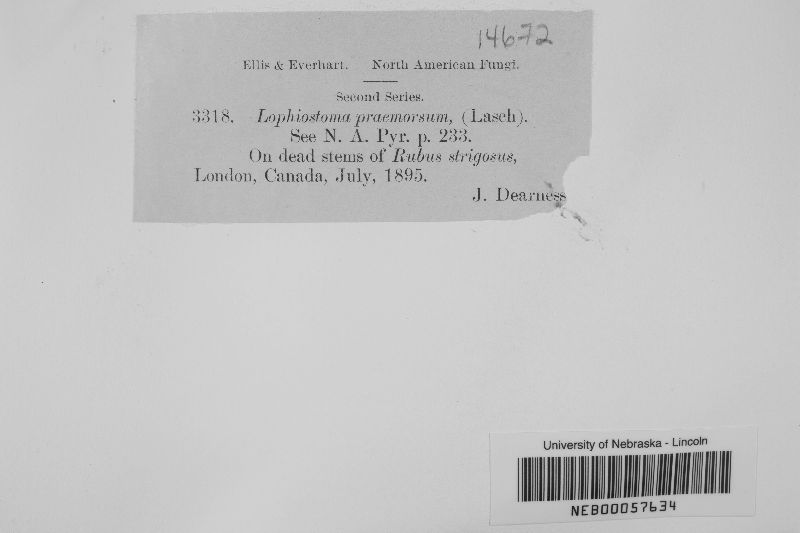 14672
Ellis & Everhart. North American Fungi.
Second Series.
3318. Lophiostoma praemorsum, (Lasch).
See N. A. Pyr. p. 233.
On dead stems of Rubus strigosus,
London, Canada, July, 1895.
J. Dearness
University of Nebraska - Lincoln
NEB00057634